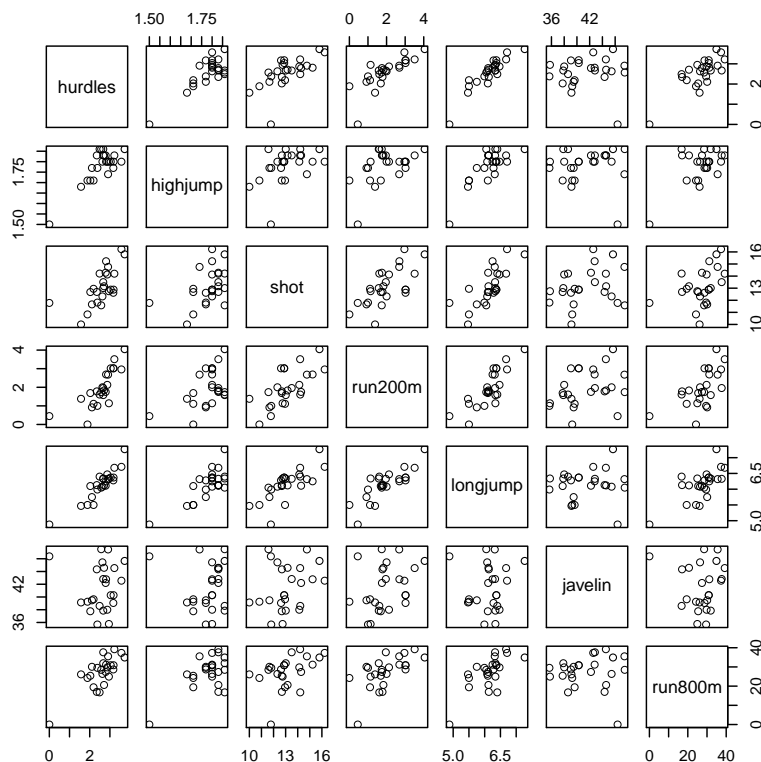 1.50 1.75 0 2 4 36 42
hurdles 0 2
1.50 1.75 highjump
shot 10 13 16
0 2 4 run200m
longjump 5.0 6.5
36 42 javelin
run800m 0 20 40
0 2 10 13 16 5.0 6.5 0 20 40